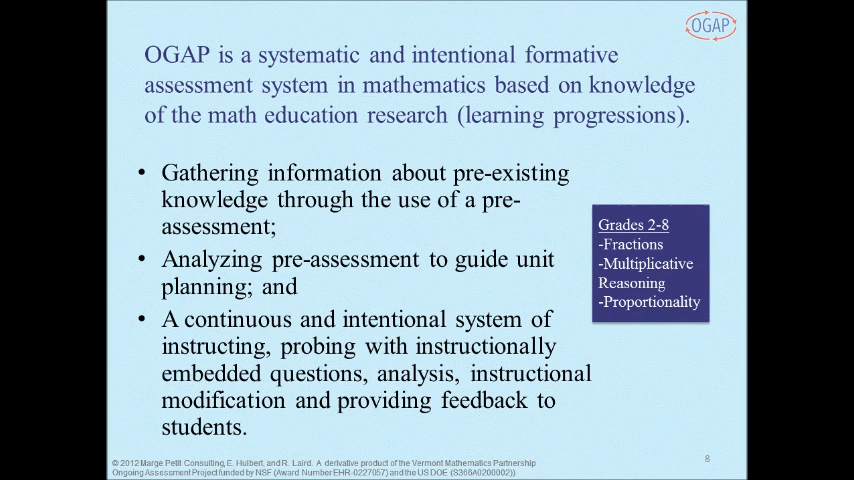 OGAP
OGAP is a systematic and intentional formative
assessment system in mathematics based on knowledge
of the math education research (learning progressions).
• Gathering information about pre-existing
knowledge through the use of a pre-
assessment;
• Analyzing pre-assessment to guide unit
planning; and
• A continuous and intentional system of
instructing, probing with instructionally
embedded questions, analysis, instructional
modification and providing feedback to
students.
Grades 2-8
-Fractions
-Multiplicative
Reasoning
-Proportionality
© 2012 Marge Petit Consulting, E. Hulbert, and R. Laird. A derivative product of the Vermont Mathematics Partnership
Ongoing Assessment Project funded by NSF (Award Number EHR-0227057) and the US DOE (S366A0200002))
8